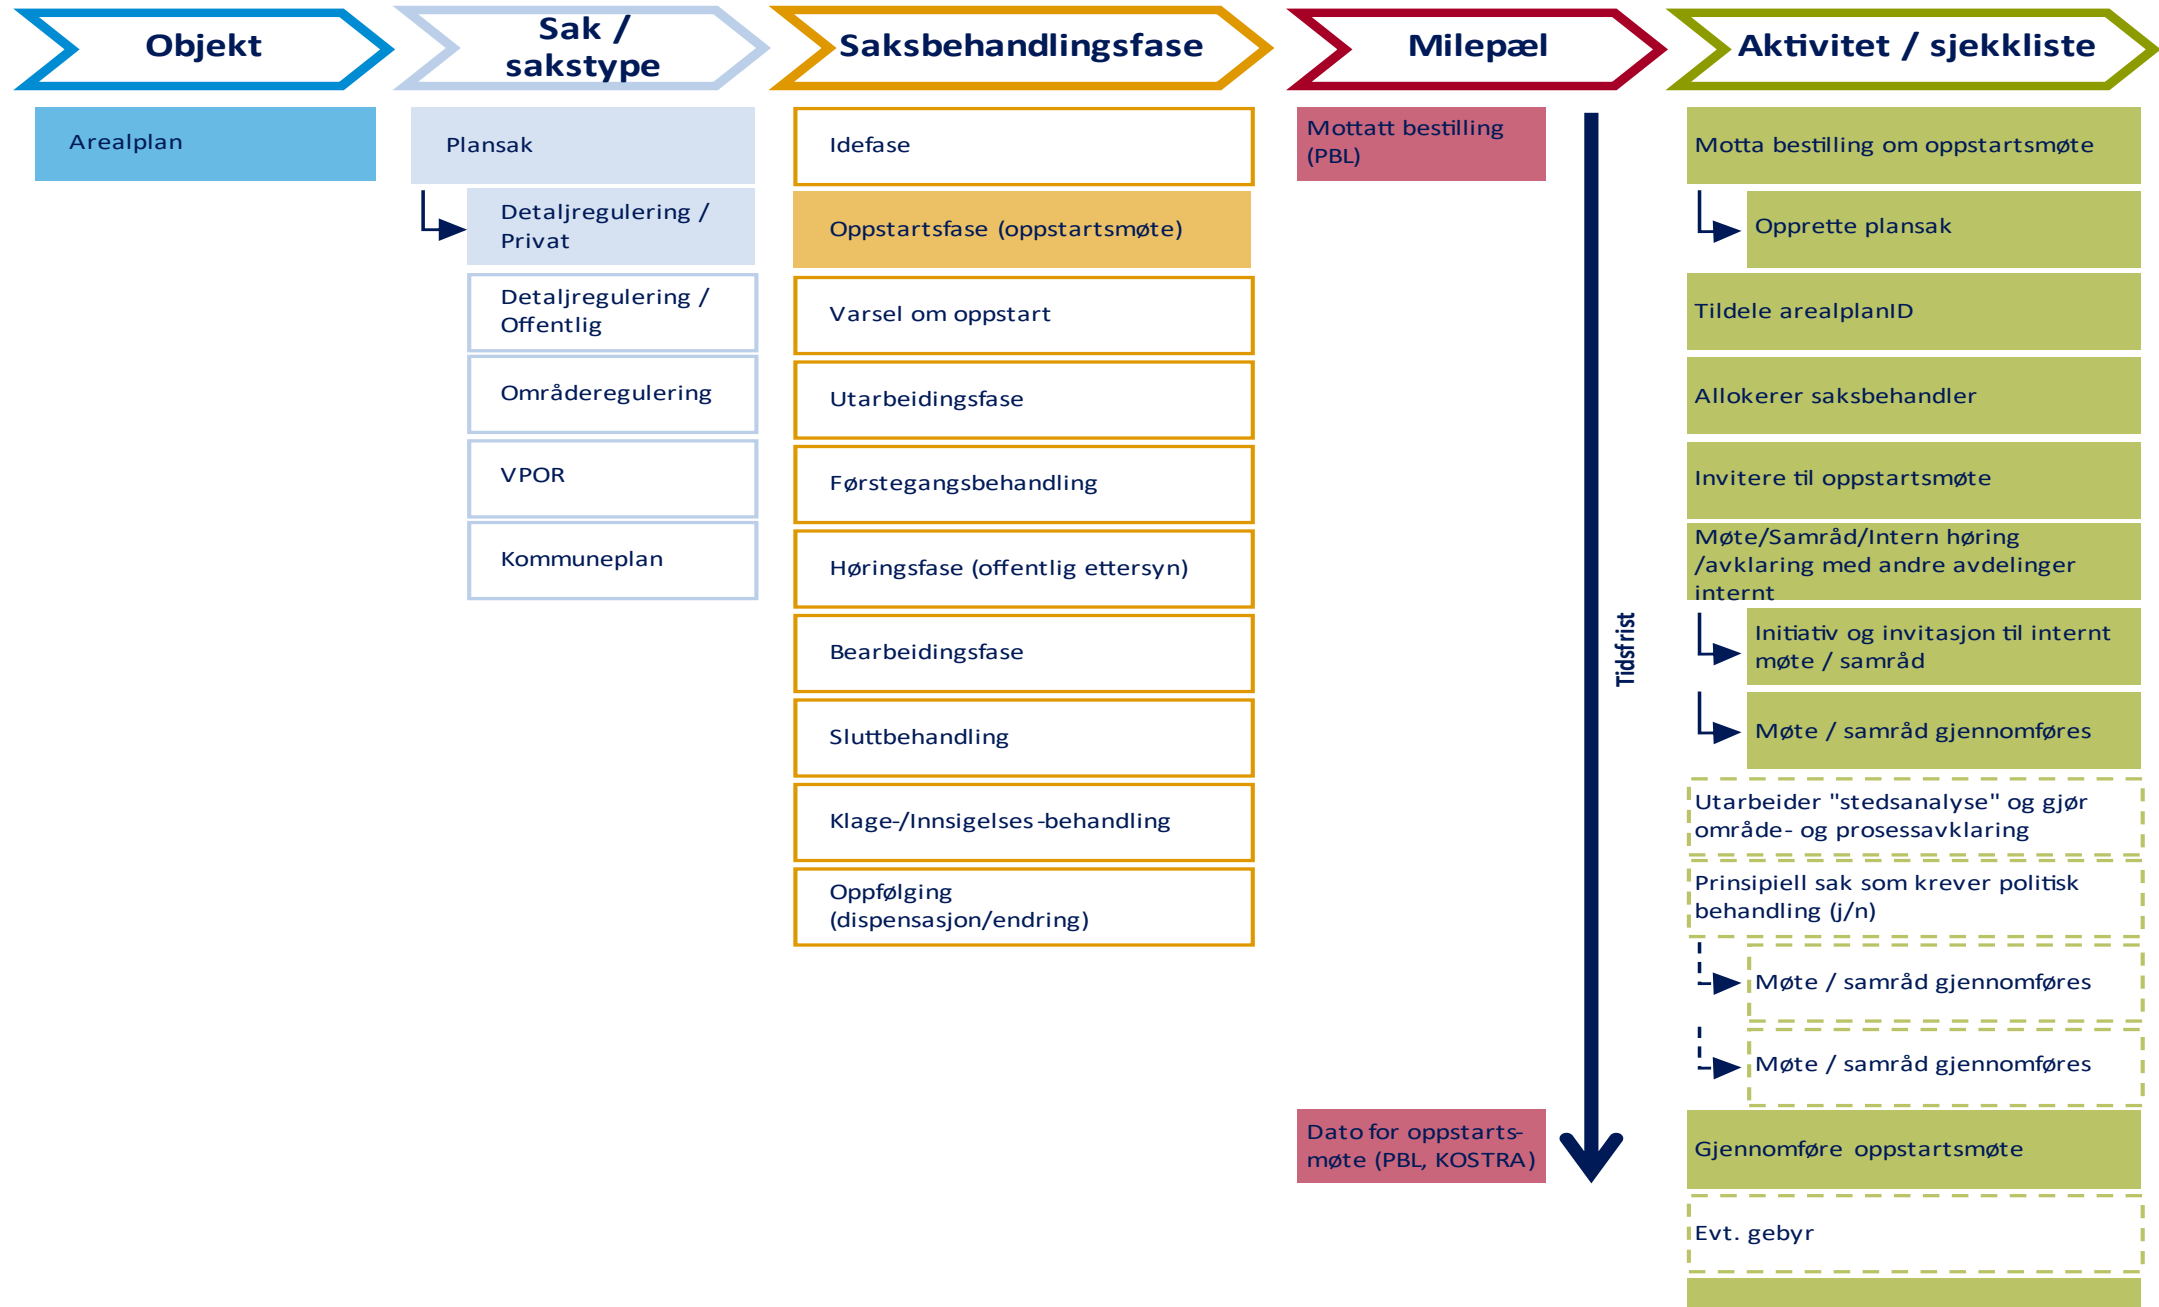 Objekt
Sak /
sakstype
Saksbehandlingsfase
Milepæl
Aktivitet / sjekkliste
Arealplan
Plansak
Detaljregulering /
Privat
Detaljregulering /
Offentlig
Områderegulering
VPOR
Kommuneplan
Idefase
Oppstartsfase (oppstartsmøte)
Varsel om oppstart
Utarbeidingsfase
Førstegangsbehandling
Høringsfase (offentlig ettersyn)
Bearbeidingsfase
Sluttbehandling
Klage-/Innsigelses-behandling
Oppfølging
(dispensasjon/endring)
Mottatt bestilling
(PBL)
Dato for oppstarts-
møte (PBL, KOSTRA)
Tidsfrist
Motta bestilling om oppstartsmøte
Opprette plansak
Tildele arealplanID
Allokerer saksbehandler
Invitere til oppstartsmøte
Møte/Samråd/Intern høring
/avklaring med andre avdelinger
internt
Initiativ og invitasjon til internt
møte / samråd
Møte / samråd gjennomføres
Utarbeider "stedsanalyse" og gjør
område- og prosessavklaring
Prinsipiell sak som krever politisk
behandling (j/n)
Møte / samråd gjennomføres
Møte / samråd gjennomføres
Gjennomføre oppstartsmøte
Evt. gebyr